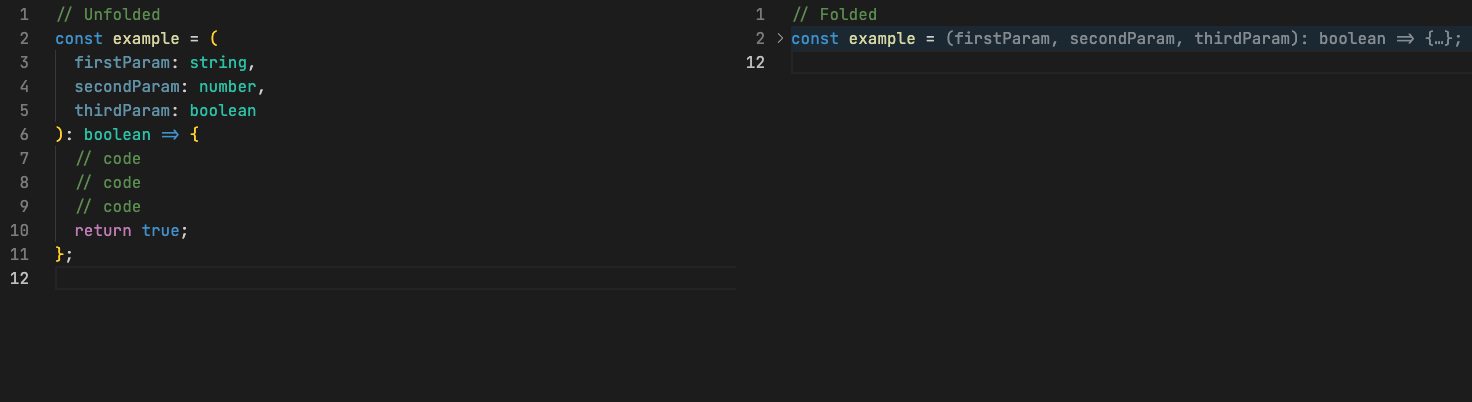 1 // Unfolded
2 const example = (
3 firstParam: string,
4 secondParam: number,
5 thirdParam: boolean
6 ): boolean => {
7 // code
8 // code
9 // code
10 return true;
11 };
12
1 // Folded
2 const example = (firstParam, secondParam, thirdParam): boolean => {…};
12